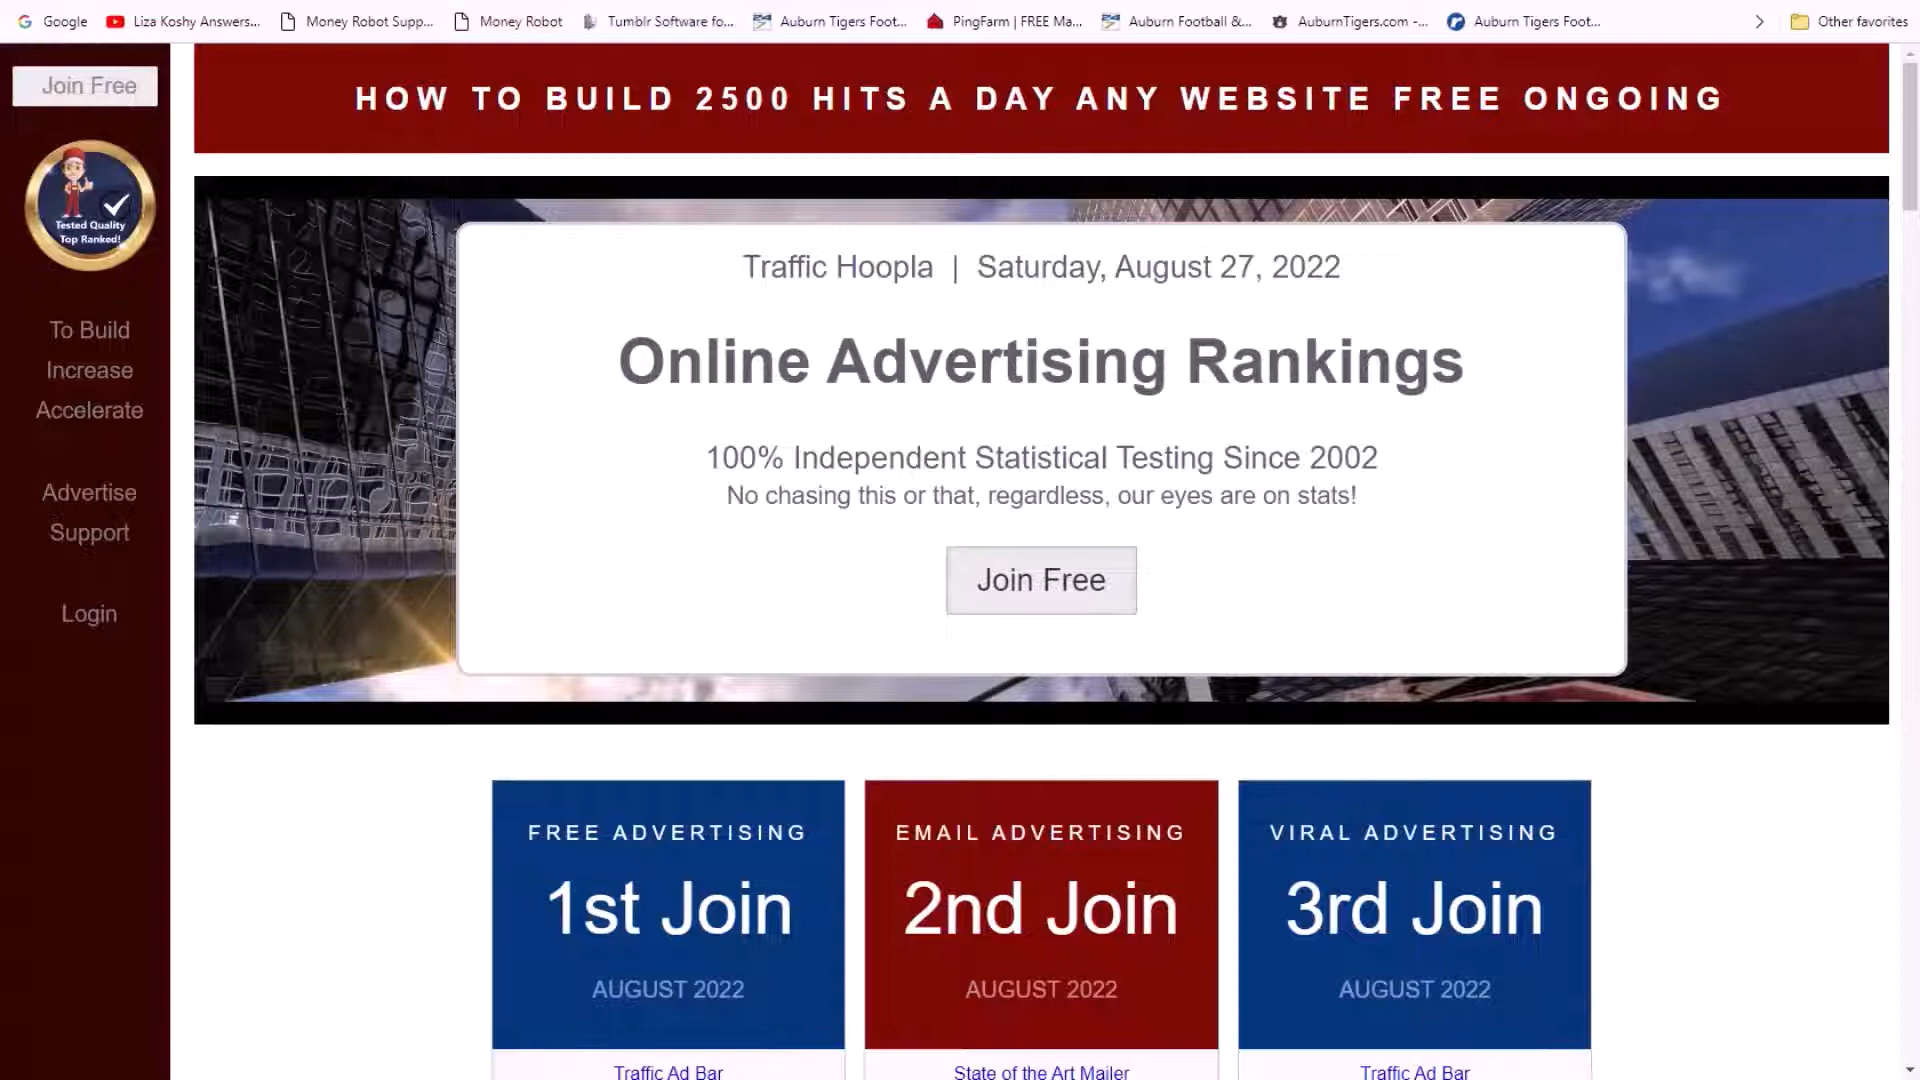 Google
Liza Koshy Answers...
Money Robot Supp...
Money Robot
Tumblr Software fo...
Auburn Tigers Foot...
PingFarm | FREE Ma...
Auburn Football &...
AuburnTigers.com -...
Auburn Tigers Foot...
Other favorites
Join Free
Tested Quality
Top Ranked!
To Build
Increase
Accelerate
Advertise
Support
Login
HOW TO BUILD 2500 HITS A DAY ANY WEBSITE FREE ONGOING
Traffic Hoopla | Saturday, August 27, 2022
Online Advertising Rankings
100% Independent Statistical Testing Since 2002
No chasing this or that, regardless, our eyes are on stats!
Join Free
FREE ADVERTISING
1st Join
AUGUST 2022
Traffic Ad Bar
EMAIL ADVERTISING
2nd Join
AUGUST 2022
State of the Art Mailer
VIRAL ADVERTISING
3rd Join
AUGUST 2022
Traffic Ad Bar